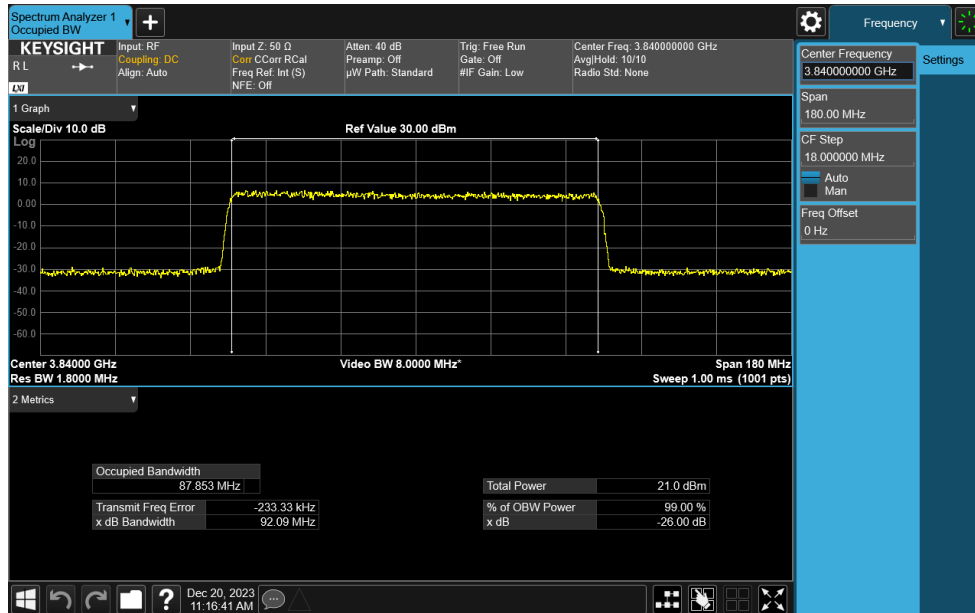 Spectrum Analyzer 1
Occupied BW
Frequency
KEYSIGHT
R L
LXI
Input: RF
Coupling: DC
Align: Auto
Input Z: 50 Ω
Corr CCorr RCal
Freq Ref: Int (S)
NFE: Off
Atten: 40 dB
Preamp: Off
µW Path: Standard
Trig: Free Run
Gate: Off
#IF Gain: Low
Center Freq: 3.840000000 GHz
Avg|Hold: 10/10
Radio Std: None
Center Frequency
3.840000000 GHz
Settings
Span
180.00 MHz
CF Step
18.000000 MHz
Auto
Man
Freq Offset
0 Hz
1 Graph
Scale/Div 10.0 dB
Ref Value 30.00 dBm
Log
20.0
10.0
0.00
-10.0
-20.0
-30.0
-40.0
-50.0
-60.0
Center 3.84000 GHz
Video BW 8.0000 MHz*
Span 180 MHz
Res BW 1.8000 MHz
Sweep 1.00 ms (1001 pts)
2 Metrics
Occupied Bandwidth
87.853 MHz
Total Power 21.0 dBm
Transmit Freq Error -233.33 kHz
% of OBW Power 99.00 %
x dB Bandwidth 92.09 MHz
x dB -26.00 dB
?
Dec 20, 2023
11:16:41 AM